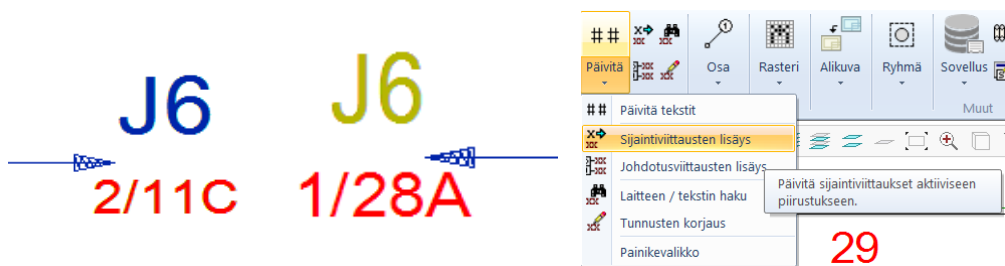 J6
2/11C
J6
1/28A
##
Päivitä
Osa
Rasteri
Alikuva
Ryhmä
Sovellus
Muut
## Päivitä tekstit
Sijaintiviittausten lisäys
Johdotusviittausten lisäys
Laitteen / tekstin haku
Tunnusten korjaus
Painikevalikko
Päivitä sijaintiviittaukset aktiiviseen
piirustukseen.
29